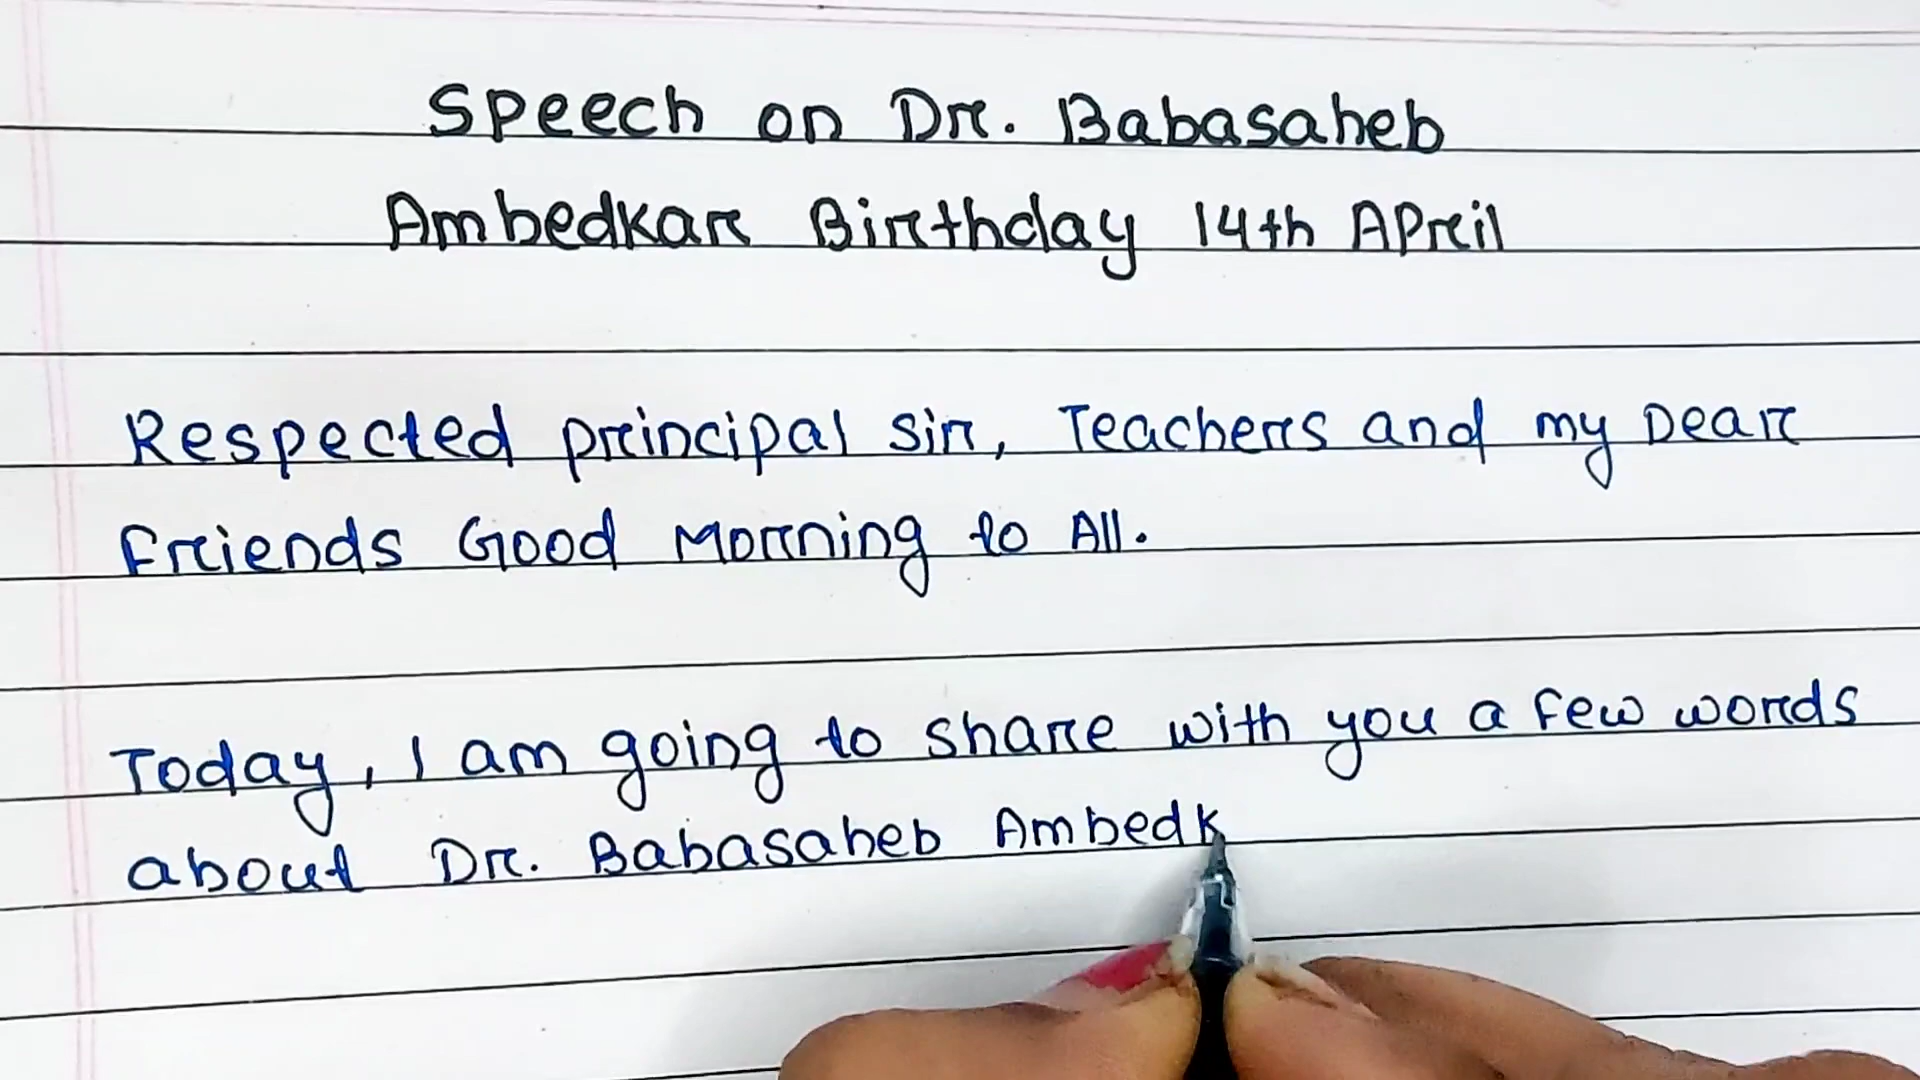 Speech on Dr. Babasaheb
Ambedkar Birthday 14th April
Respected principal sir, Teachers and my Dear
Friends Good Morning to All.
Today, I am going to share with you a few words
about Dr. Babasaheb Ambedk